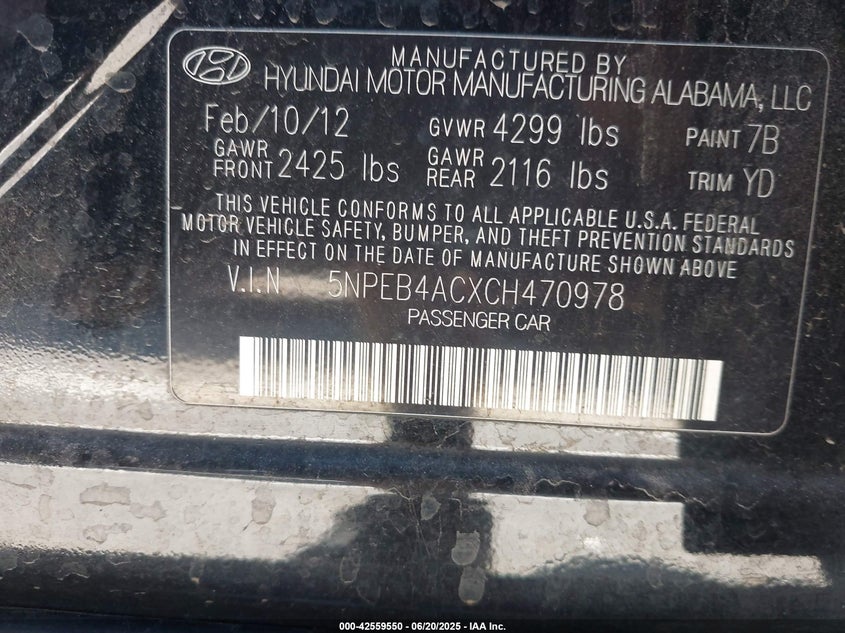 MANUFACTURED BY
HYUNDAI MOTOR MANUFACTURING ALABAMA, LLC
Feb/10/12 GVWR 4299 lbs PAINT 7B
GAWR FRONT 2425 lbs GAWR REAR 2116 lbs TRIM YD
THIS VEHICLE CONFORMS TO ALL APPLICABLE U.S.A. FEDERAL
MOTOR VEHICLE SAFETY, BUMPER, AND THEFT PREVENTION STANDARDS
IN EFFECT ON THE DATE OF MANUFACTURE SHOWN ABOVE
V.I.N 5NPEB4ACXCH470978
PASSENGER CAR
000-42559550 | 06/20/2025 - IAA Inc.